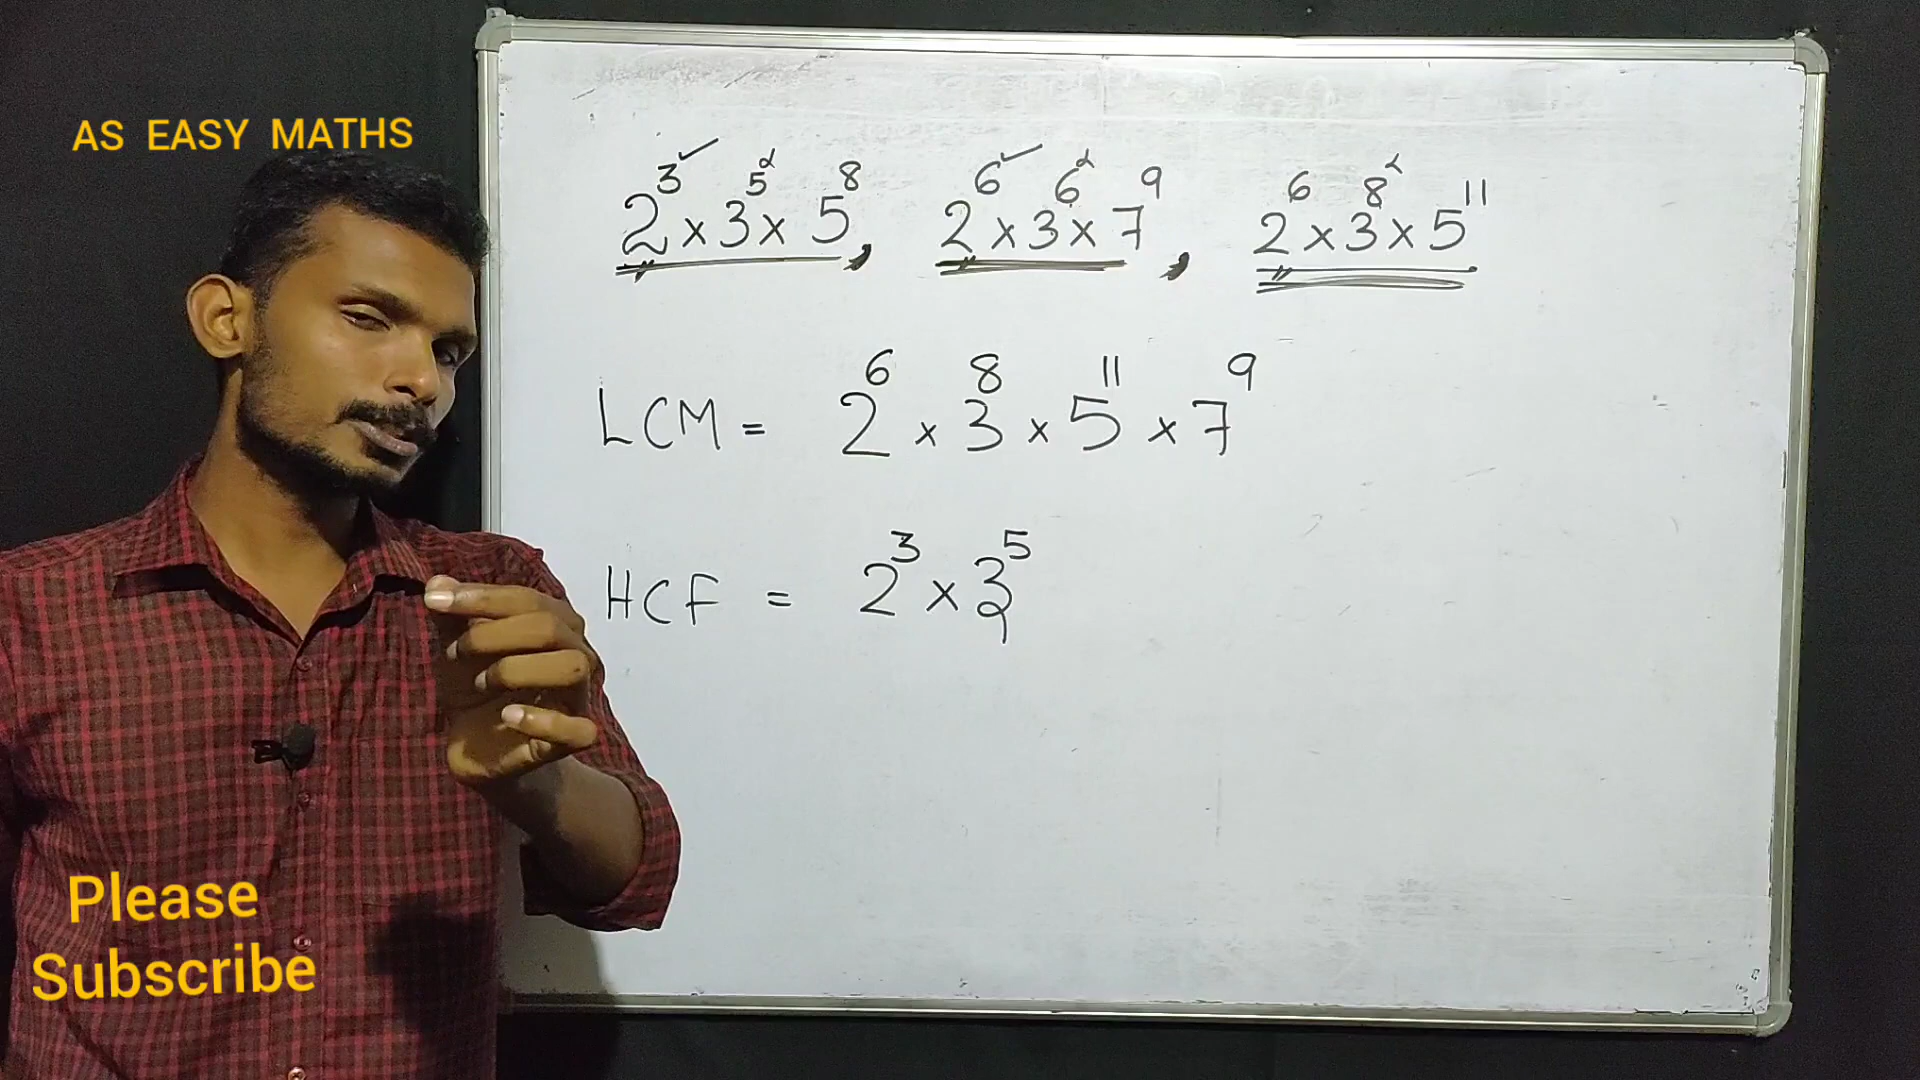 AS EASY MATHS
2³ × 3⁵ × 5⁸, 2⁶ × 3⁶ × 7⁹, 2⁶ × 3⁸ × 5¹¹
LCM = 2⁶ × 3⁸ × 5¹¹ × 7⁹
HCF = 2³ × 3⁵
Please
Subscribe